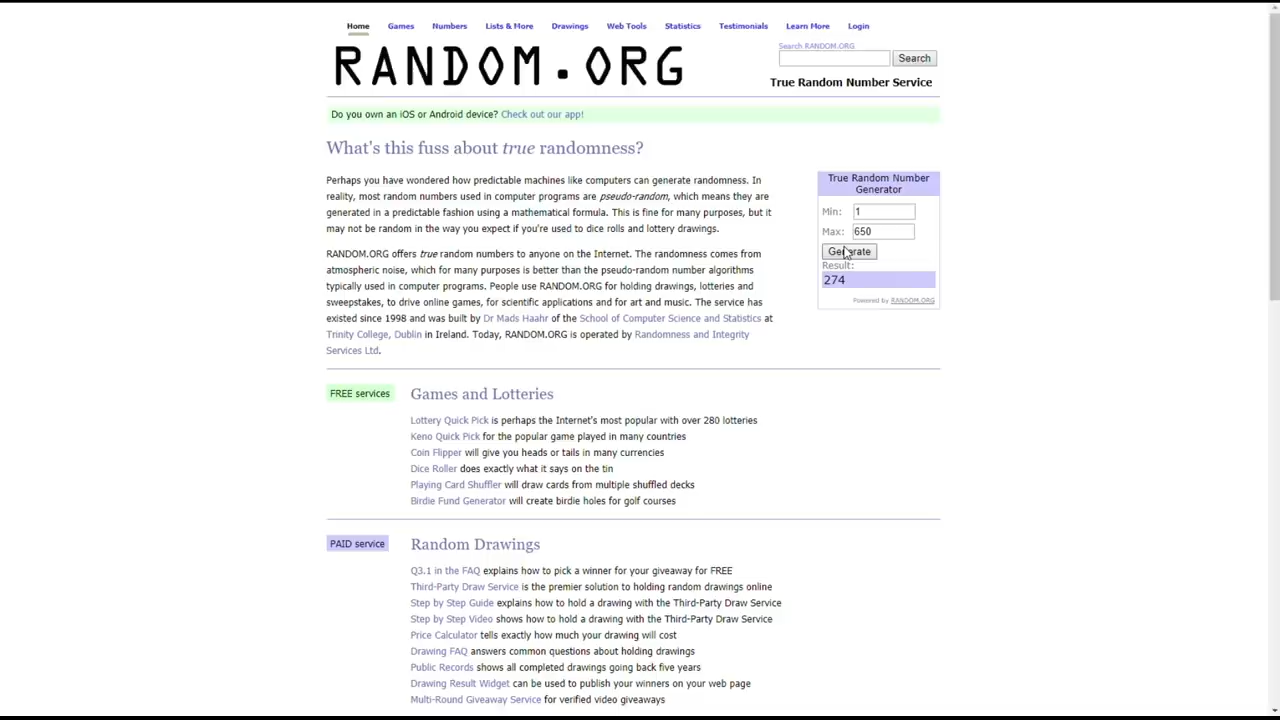 Home Games Numbers Lists & More Drawings Web Tools Statistics Testimonials Learn More Login
RANDOM.ORG
Search RANDOM.ORG
Search
True Random Number Service
Do you own an iOS or Android device? Check out our app!
What's this fuss about true randomness?
Perhaps you have wondered how predictable machines like computers can generate randomness. In
reality, most random numbers used in computer programs are pseudo-random, which means they are
generated in a predictable fashion using a mathematical formula. This is fine for many purposes, but it
may not be random in the way you expect if you're used to dice rolls and lottery drawings.
RANDOM.ORG offers true random numbers to anyone on the Internet. The randomness comes from
atmospheric noise, which for many purposes is better than the pseudo-random number algorithms
typically used in computer programs. People use RANDOM.ORG for holding drawings, lotteries and
sweepstakes, to drive online games, for scientific applications and for art and music. The service has
existed since 1998 and was built by Dr Mads Haahr of the School of Computer Science and Statistics at
Trinity College, Dublin in Ireland. Today, RANDOM.ORG is operated by Randomness and Integrity
Services Ltd.
True Random Number
Generator
Min: 1
Max: 650
Generate
Result:
274
Powered by RANDOM.ORG
FREE services
Games and Lotteries
Lottery Quick Pick is perhaps the Internet's most popular with over 280 lotteries
Keno Quick Pick for the popular game played in many countries
Coin Flipper will give you heads or tails in many currencies
Dice Roller does exactly what it says on the tin
Playing Card Shuffler will draw cards from multiple shuffled decks
Birdie Fund Generator will create birdie holes for golf courses
PAID service
Random Drawings
Q3.1 in the FAQ explains how to pick a winner for your giveaway for FREE
Third-Party Draw Service is the premier solution to holding random drawings online
Step by Step Guide explains how to hold a drawing with the Third-Party Draw Service
Step by Step Video shows how to hold a drawing with the Third-Party Draw Service
Price Calculator tells exactly how much your drawing will cost
Drawing FAQ answers common questions about holding drawings
Public Records shows all completed drawings going back five years
Drawing Result Widget can be used to publish your winners on your web page
Multi-Round Giveaway Service for verified video giveaways